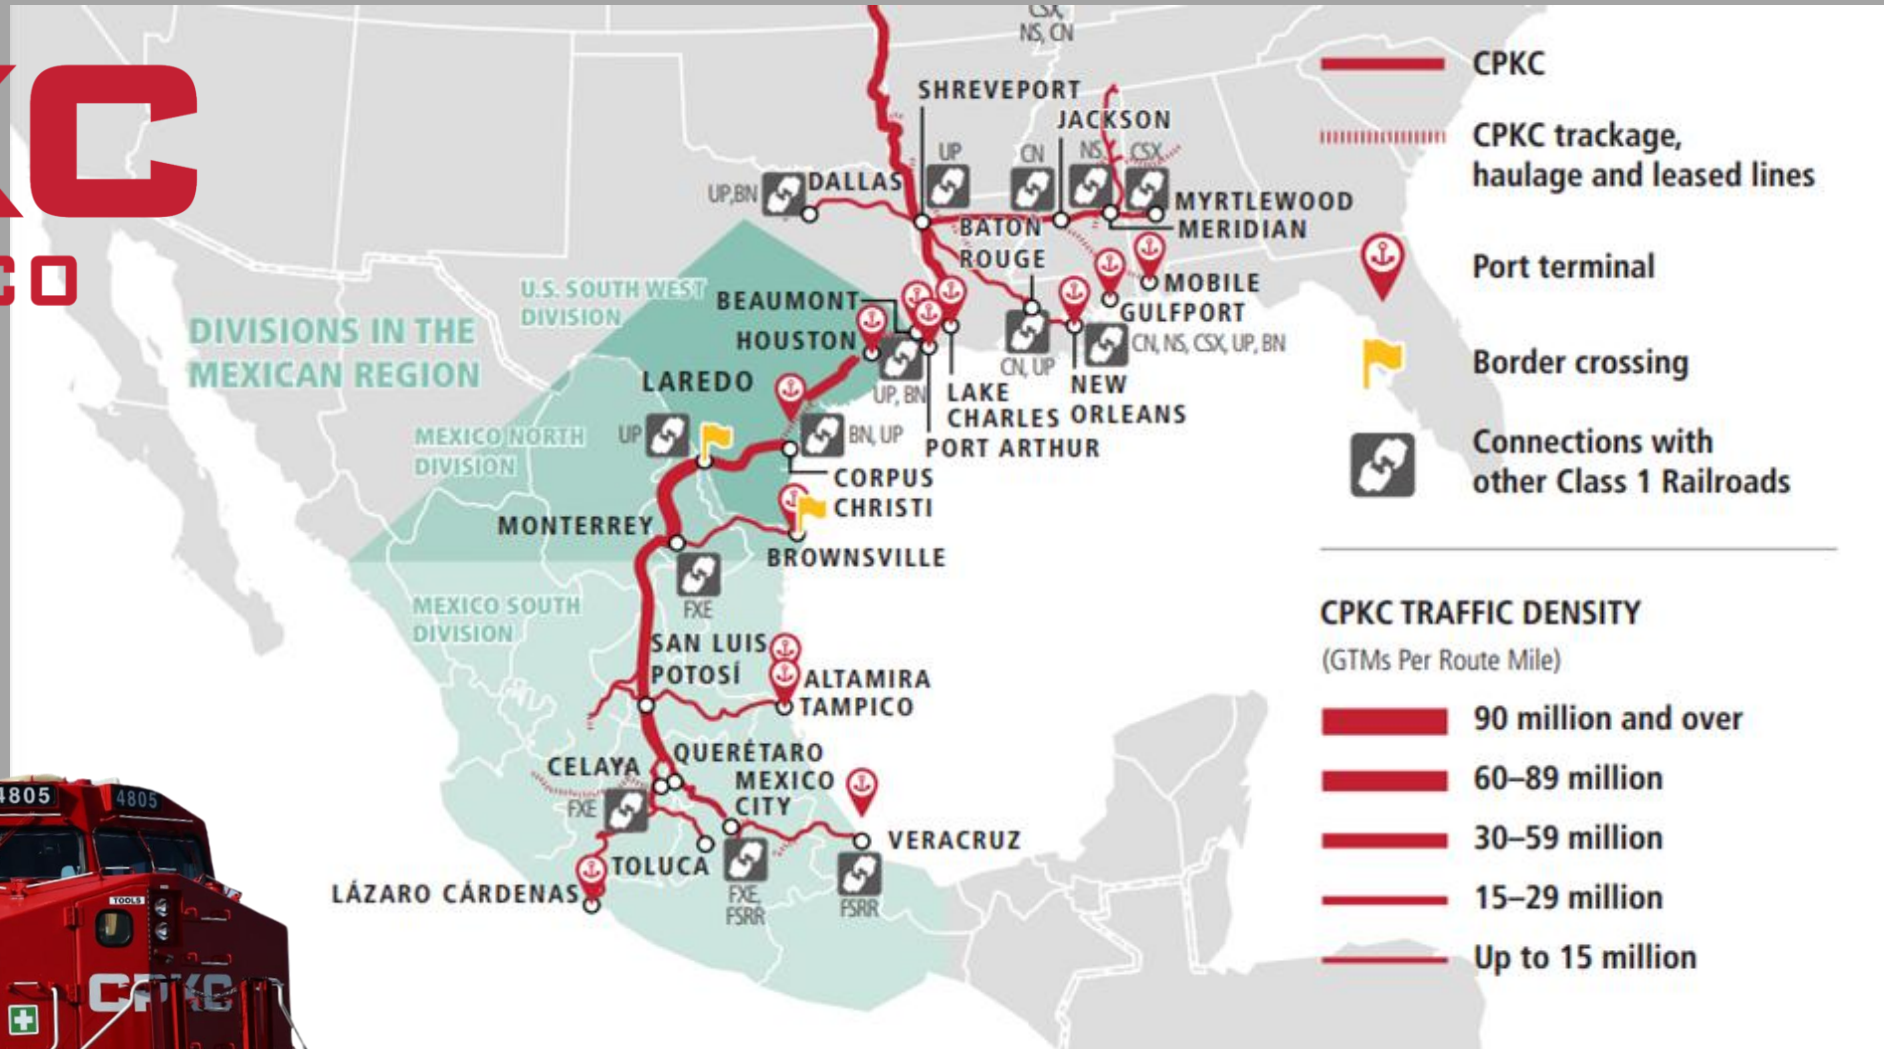 KC
CO
CSX,
NS, CN
SHREVEPORT
JACKSON
UP
CN
NS
CSX
UP,BN
DALLAS
MYRTLEWOOD
MERIDIAN
BATON
ROUGE
MOBILE
GULFPORT
CN, NS, CSX, UP, BN
U.S. SOUTH WEST
DIVISION
BEAUMONT
HOUSTON
DIVISIONS IN THE
MEXICAN REGION
LAREDO
UP, BN
CN, UP
LAKE
CHARLES
NEW
ORLEANS
PORT ARTHUR
MEXICO NORTH
DIVISION
UP
BN, UP
CORPUS
CHRISTI
MONTERREY
BROWNSVILLE
FXE
MEXICO SOUTH
DIVISION
SAN LUIS
POTOSÍ
ALTAMIRA
TAMPICO
QUERÉTARO
CELAYA
MEXICO
CITY
FXE
VERACRUZ
TOLUCA
LÁZARO CÁRDENAS
FXE,
FSRR
FSRR
CPKC
CPKC trackage,
haulage and leased lines
Port terminal
Border crossing
Connections with
other Class 1 Railroads
CPKC TRAFFIC DENSITY
(GTMs Per Route Mile)
90 million and over
60–89 million
30–59 million
15–29 million
Up to 15 million
4805
4805
TOOLS
CPKC